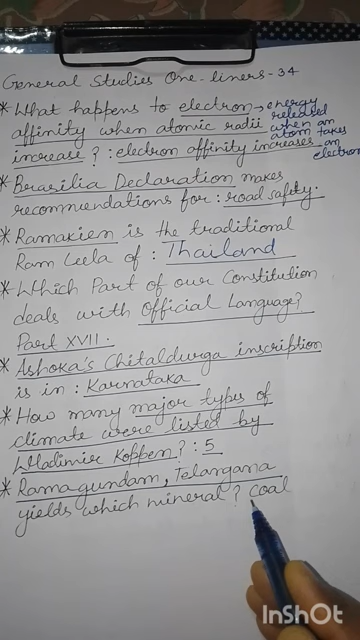 General Studies One-liners-34
* What happens to electron → energy released when an atom takes an electron
affinity when atomic radii
increase? : electron affinity increases
* Brasilia Declaration makes
recommendations for: road safety.
* Ramakien is the traditional
Ram Leela of : Thailand
* Which Part of our Constitution
deals with Official Language?
Part XVII.
* Ashoka's Chitaldurga inscription
is in : Karnataka
* How many major types of
climate were listed by
Wladimir Koppen? : 5
* Ramagundam, Telangana
yields which mineral? coal
InShOt